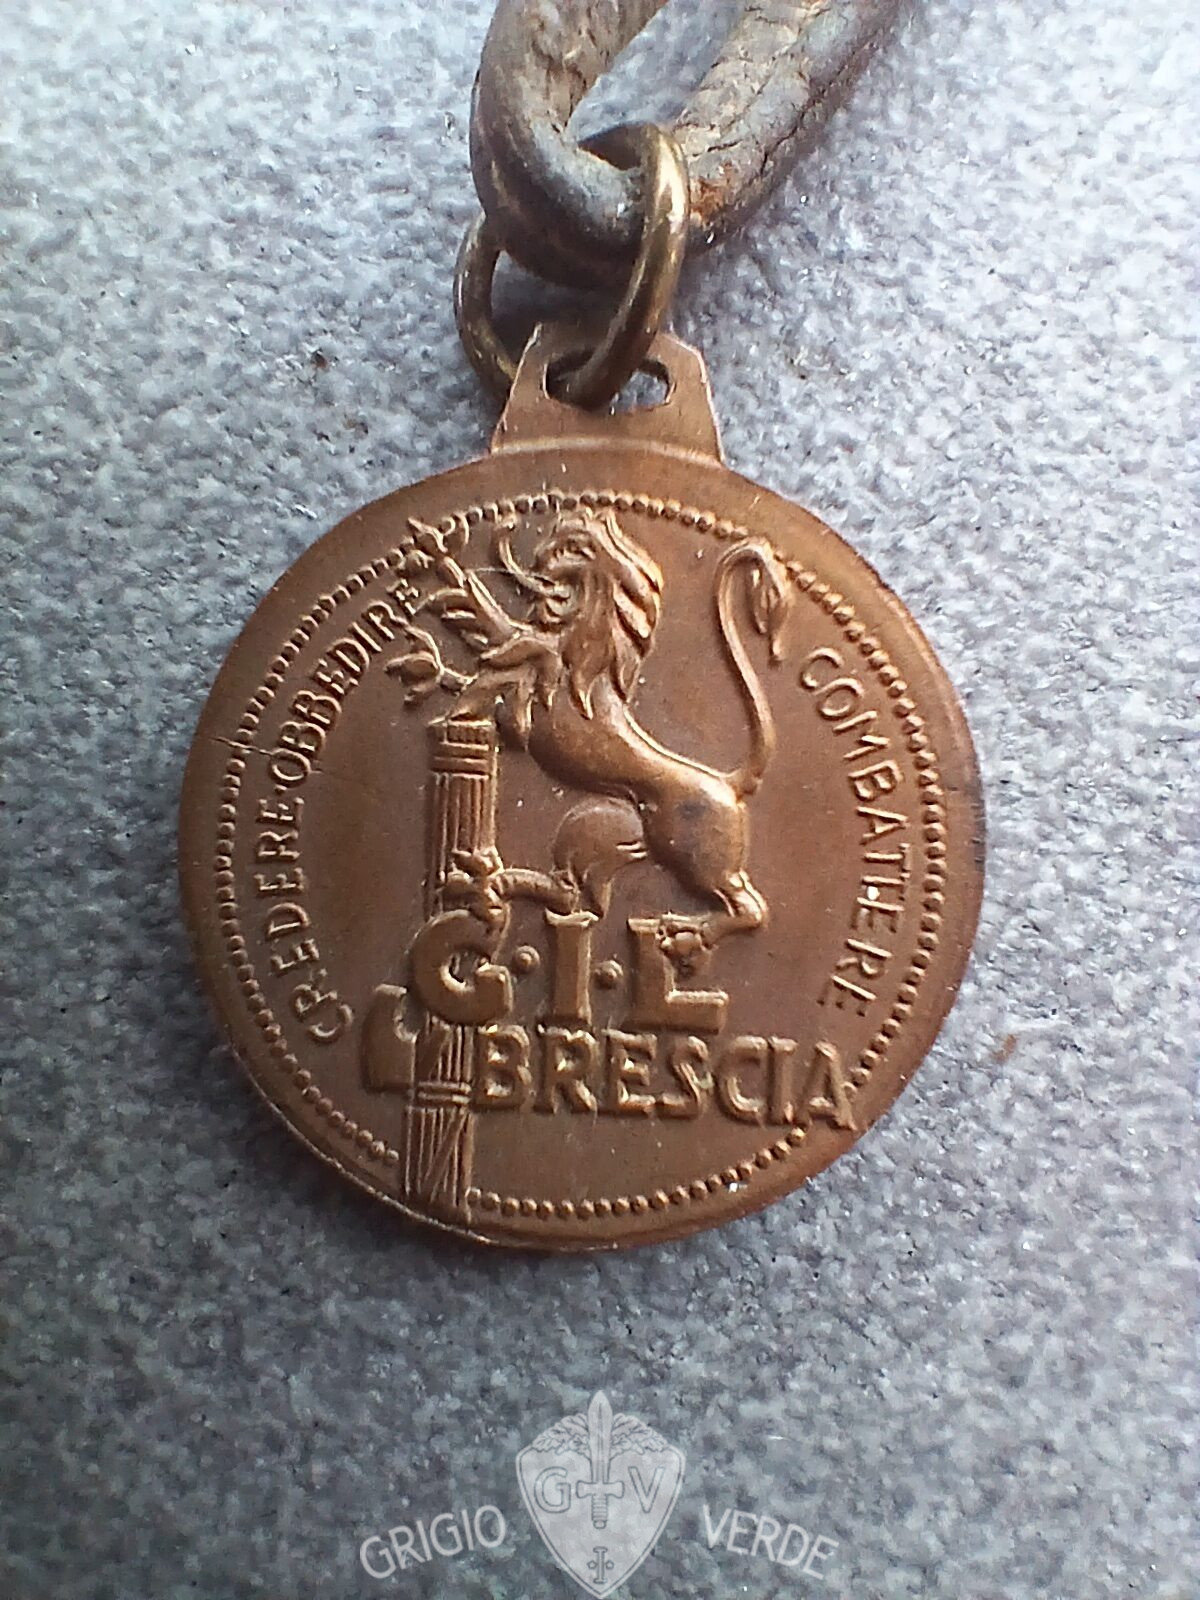 CREDERE·OBBEDIRE
COMBATTERE
G·I·L
BRESCIA
G V
GRIGIO VERDE